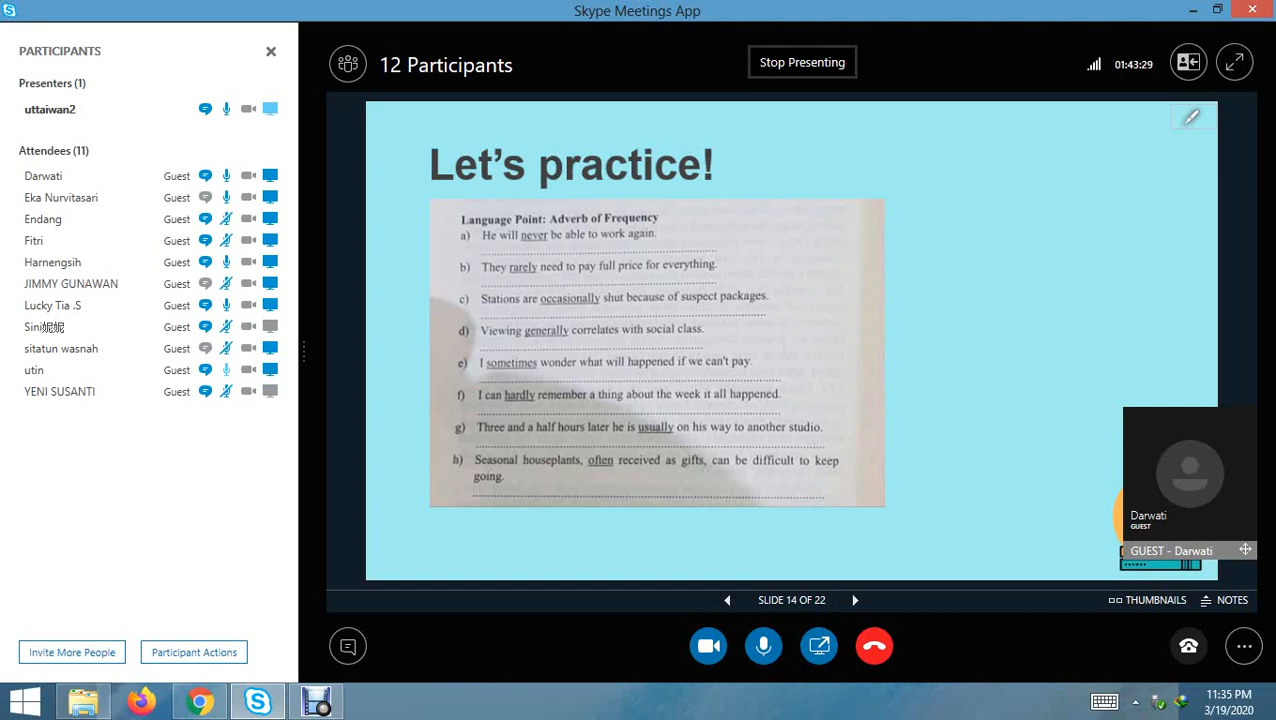 Skype Meetings App
PARTICIPANTS
Presenters (1)
uttaiwan2
Attendees (11)
Darwati Guest
Eka Nurvitasari Guest
Endang Guest
Fitri Guest
Harnengsih Guest
JIMMY GUNAWAN Guest
Lucky Tia .S Guest
Sini妮妮 Guest
sitatun wasnah Guest
utin Guest
YENI SUSANTI Guest
Invite More People
Participant Actions
12 Participants
Stop Presenting
01:43:29
Let's practice!
Language Point: Adverb of Frequency
a) He will never be able to work again.
b) They rarely need to pay full price for everything.
c) Stations are occasionally shut because of suspect packages.
d) Viewing generally correlates with social class.
e) I sometimes wonder what will happened if we can't pay.
f) I can hardly remember a thing about the week it all happened.
g) Three and a half hours later he is usually on his way to another studio.
h) Seasonal houseplants, often received as gifts, can be difficult to keep
going.
Darwati
GUEST
GUEST - Darwati
SLIDE 14 OF 22
THUMBNAILS
NOTES
11:35 PM
3/19/2020